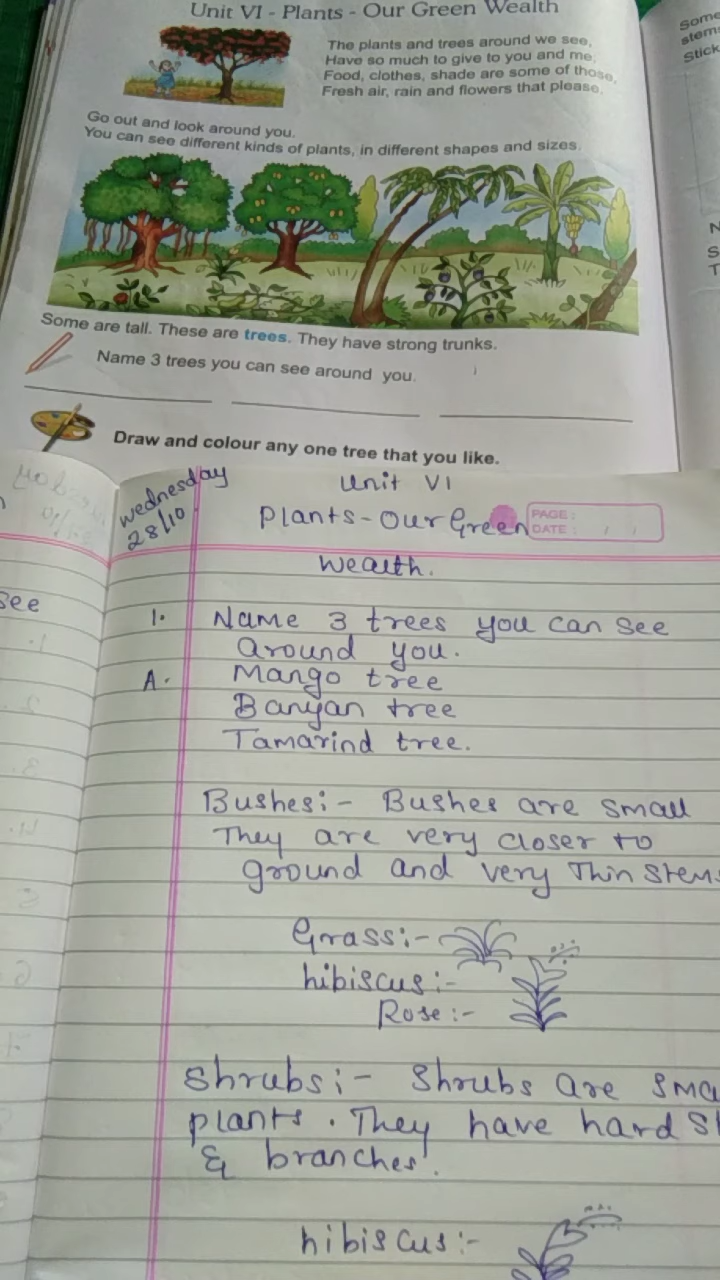 Unit VI - Plants - Our Green Wealth
The plants and trees around we see,
Have so much to give to you and me,
Food, clothes, shade are some of those,
Fresh air, rain and flowers that please.
Go out and look around you.
You can see different kinds of plants, in different shapes and sizes.
Some are tall. These are trees. They have strong trunks.
Name 3 trees you can see around you.
Draw and colour any one tree that you like.
Some
stem
Stick
N
S
T
see
Wednesday
28/10
Unit VI
Plants - Our Green
Wealth.
PAGE :
DATE : / /
1. Name 3 trees you can see
around you.
A. Mango tree
Banyan tree
Tamarind tree.
Bushes:- Bushes are small
They are very closer to
ground and very Thin stems
Grass:-
hibiscus:-
Rose:-
Shrubs:- Shrubs are sma
plants. They have hard st
& branches.
hibiscus:-